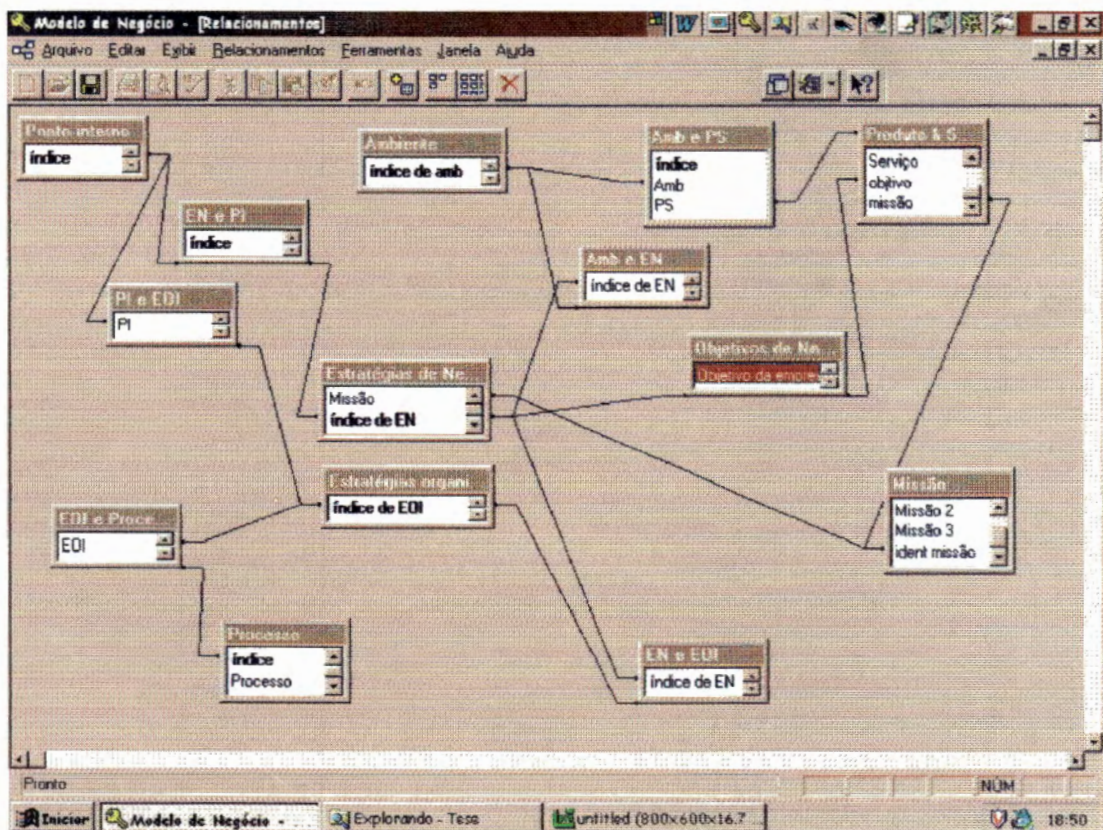 Modelo de Negócio - [Relacionamentos]
Arquivo Editar Exibir Relacionamentos Ferramentas Janela Ajuda
Ponto interno
índice
Ambiente
índice de amb
Amb e PS
índice
Amb
PS
Produto & S...
Serviço
objtivo
missão
EN e PI
índice
Amb e EN
índice de EN
PI e EOI
PI
Objetivos de Ne...
Objetivo da empre
Estratégias de Ne...
Missão
índice de EN
Estratégias organi...
índice de EOI
Missão
Missão 2
Missão 3
ident missão
EOI e Proce...
EOI
Processo
índice
Processo
EN e EOI
índice de EN
Pronto
NÚM
Iniciar
Modelo de Negócio - ...
Explorando - Tese
untitled (800x600x16.7
18:50